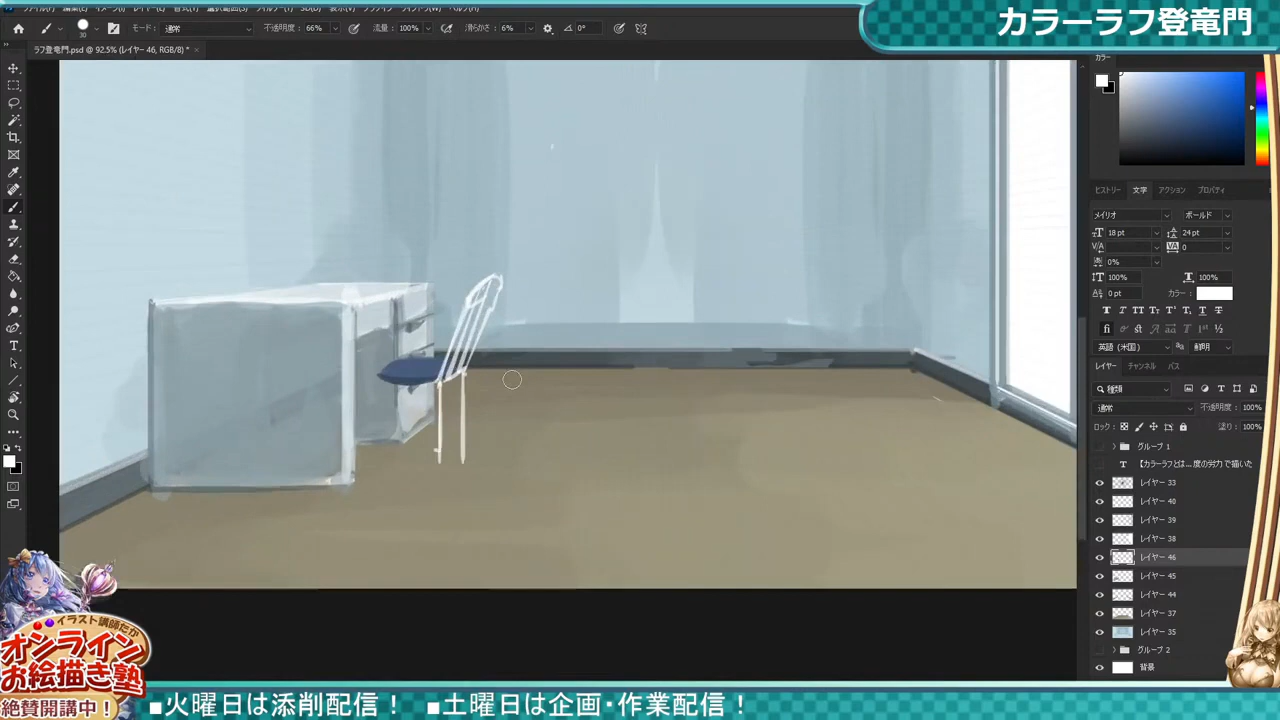 カラーラフ登竜門
モード： 通常
不透明度： 66%
流量： 100%
滑らかさ： 6%
0°
30
ラフ登竜門.psd @ 92.5% (レイヤー 46, RGB/8) *
カラー
ヒストリー 文字 アクション プロパティ
メイリオ ボールド
18 pt 24 pt
0
0%
100% 100%
0 pt カラー：
英語 (米国) 鮮明
レイヤー チャンネル パス
種類
通常 不透明度： 100%
ロック： 塗り： 100%
グループ 1
【カラーラフとは...度の労力で描いた
レイヤー 33
レイヤー 40
レイヤー 39
レイヤー 38
レイヤー 46
レイヤー 45
レイヤー 44
レイヤー 37
レイヤー 35
グループ 2
背景
イラスト講師だか
オンライン
お絵描き塾
絶賛開講中！
■火曜日は添削配信！ ■土曜日は企画・作業配信！